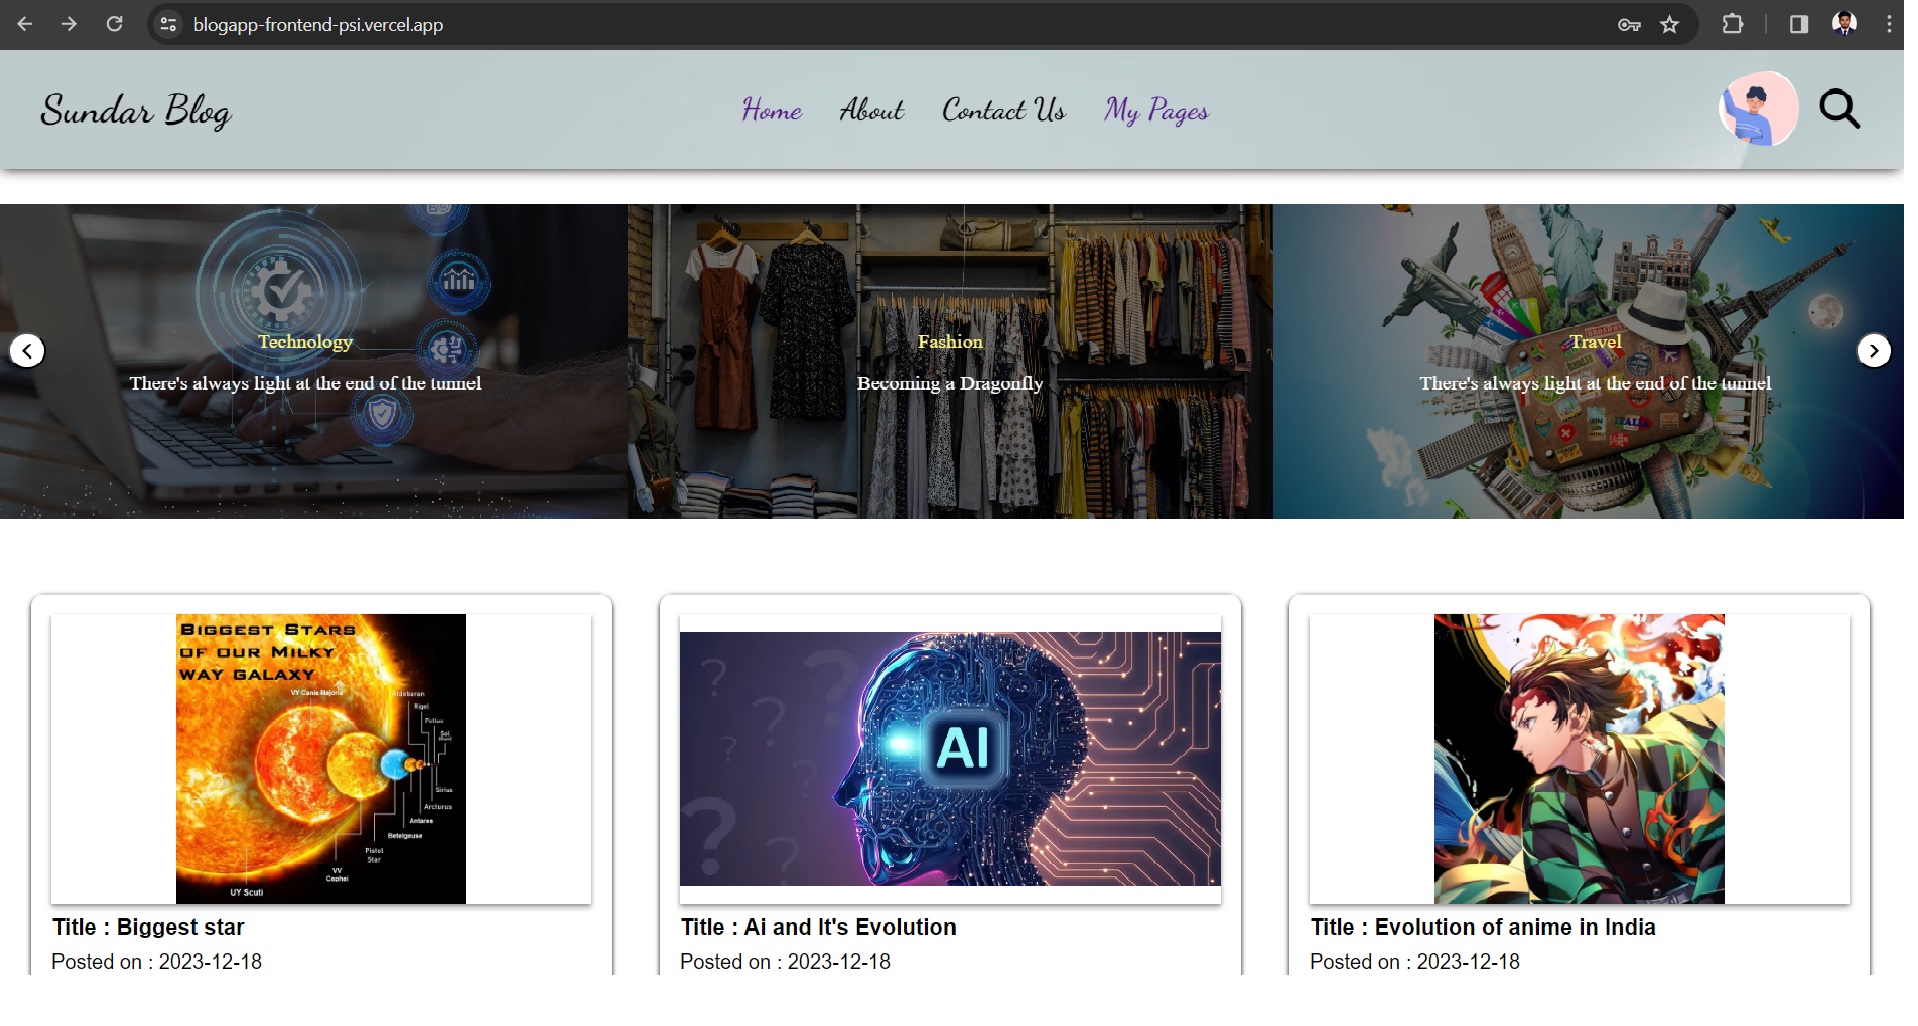 blogapp-frontend-psi.vercel.app
Sundar Blog
Home About Contact Us My Pages
Technology
There's always light at the end of the tunnel
Fashion
Becoming a Dragonfly
Travel
There's always light at the end of the tunnel
BIGGEST STARS
OF OUR MILKY
WAY GALAXY
VY Canis Majoris
Aldebaran
Rigel
Pollux
Sol
Sirius
Arcturus
Antares
Betelgeuse
Pistol
Star
VV
Cephei
UY Scuti
Title : Biggest star
Posted on : 2023-12-18
? ? ? ? ? ? ?
AI
Title : Ai and It's Evolution
Posted on : 2023-12-18
ITALIA
Title : Evolution of anime in India
Posted on : 2023-12-18